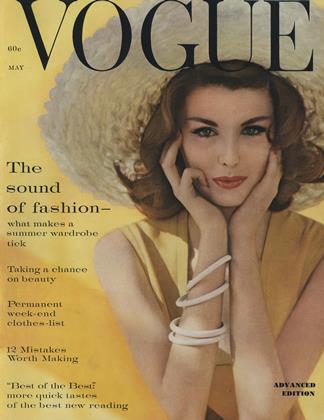 VOGUE
60c
MAY
The
sound
of fashion—
what makes a
summer wardrobe
tick
Taking a chance
on beauty
Permanent
week-end
clothes-list
12 Mistakes
Worth Making
"Best of the Best?
more quick tastes
of the best new reading
ADVANCED
EDITION